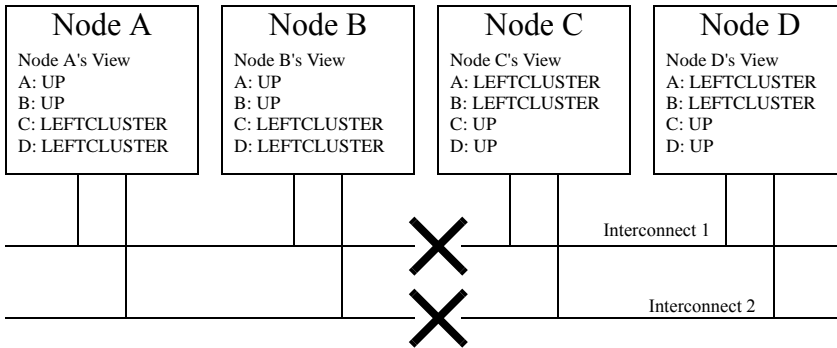 Node A
Node A's View
A: UP
B: UP
C: LEFTCLUSTER
D: LEFTCLUSTER
Node B
Node B's View
A: UP
B: UP
C: LEFTCLUSTER
D: LEFTCLUSTER
Node C
Node C's View
A: LEFTCLUSTER
B: LEFTCLUSTER
C: UP
D: UP
Node D
Node D's View
A: LEFTCLUSTER
B: LEFTCLUSTER
C: UP
D: UP
Interconnect 1
Interconnect 2